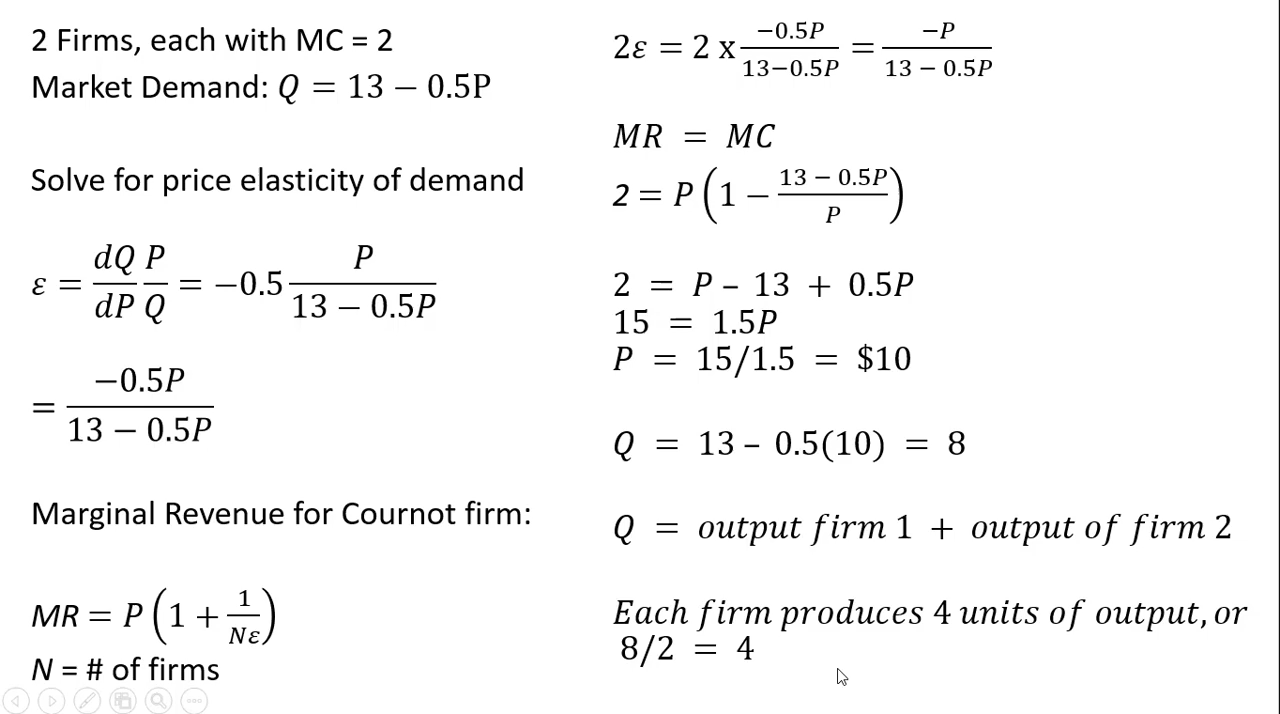 2 Firms, each with MC = 2
Market Demand: Q = 13 − 0.5P
Solve for price elasticity of demand
ε = dQ/dP P/Q = −0.5 P/(13 − 0.5P)
= −0.5P/(13 − 0.5P)
Marginal Revenue for Cournot firm:
MR = P(1 + 1/Nε)
N = # of firms
2ε = 2 x −0.5P/(13−0.5P) = −P/(13 − 0.5P)
MR = MC
2 = P(1 − (13 − 0.5P)/P)
2 = P – 13 + 0.5P
15 = 1.5P
P = 15/1.5 = $10
Q = 13 – 0.5(10) = 8
Q = output firm 1 + output of firm 2
Each firm produces 4 units of output, or
8/2 = 4